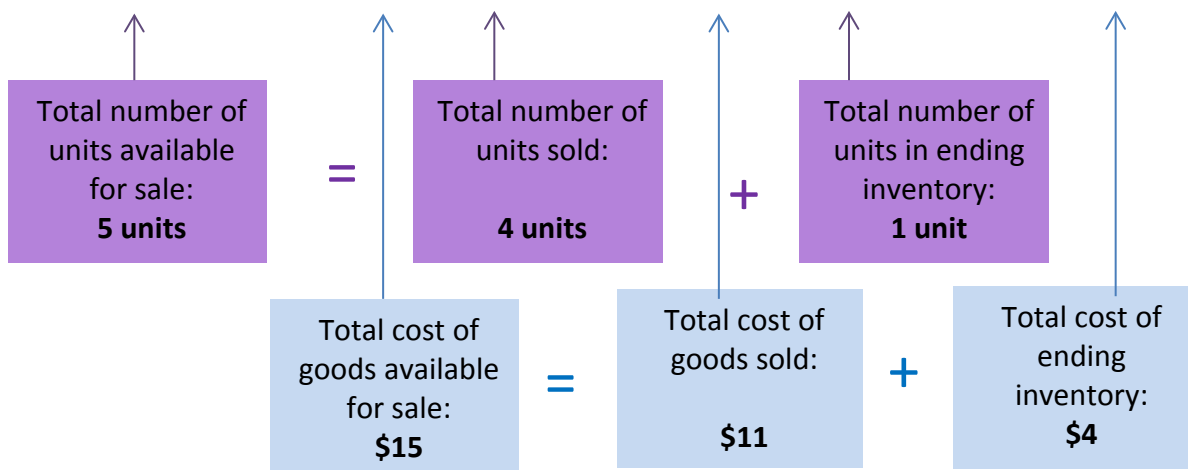 Total number of
units available
for sale:
5 units
=
Total number of
units sold:
4 units
+
Total number of
units in ending
inventory:
1 unit
Total cost of
goods available
for sale:
$15
=
Total cost of
goods sold:
$11
+
Total cost of
ending
inventory:
$4